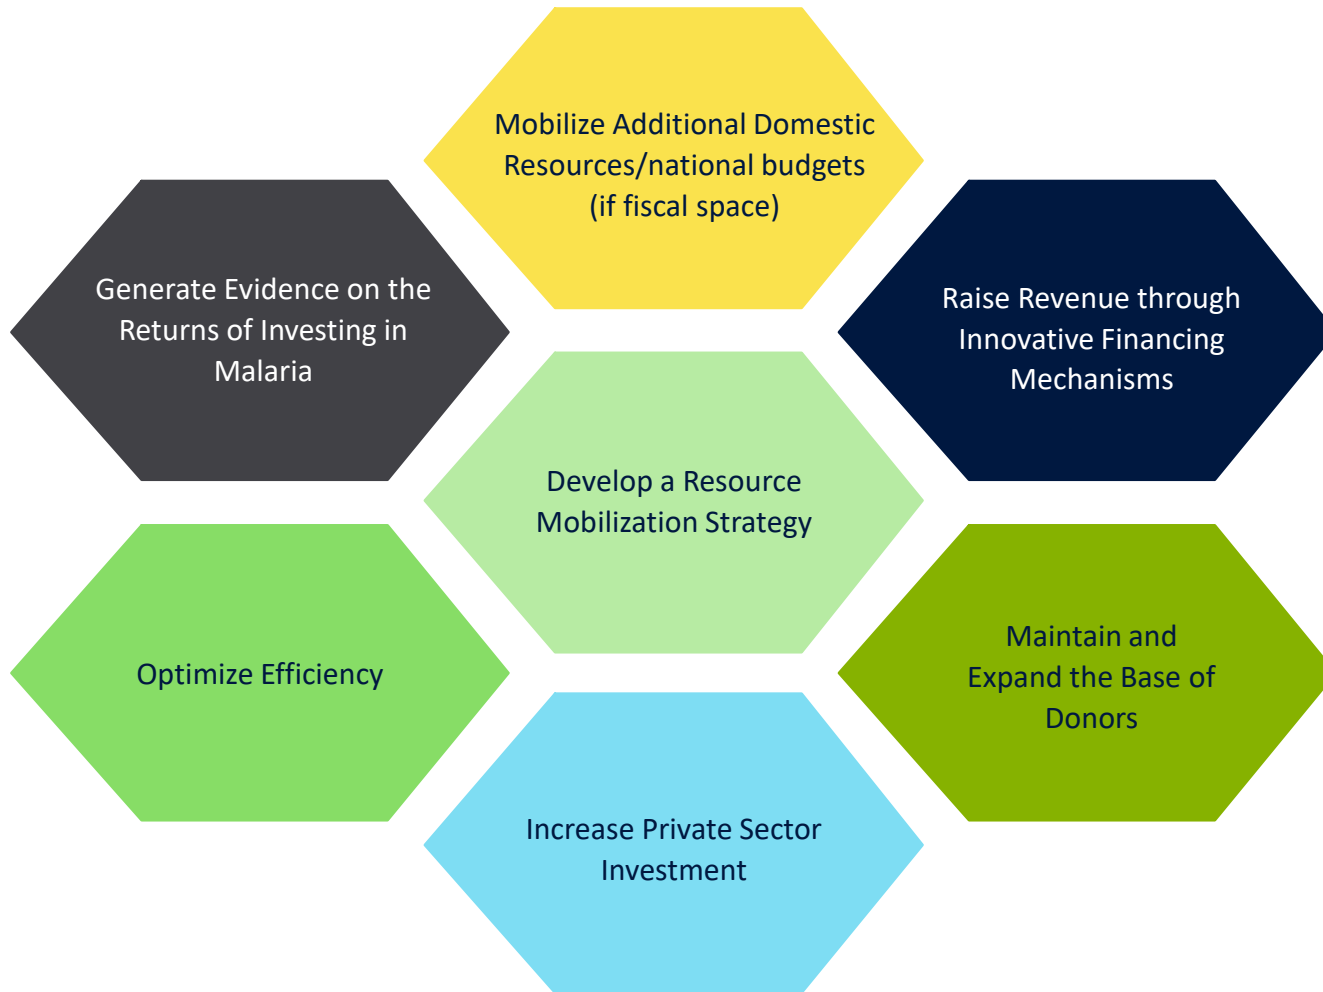 Mobilize Additional Domestic
Resources/national budgets
(if fiscal space)
Generate Evidence on the
Returns of Investing in
Malaria
Raise Revenue through
Innovative Financing
Mechanisms
Develop a Resource
Mobilization Strategy
Optimize Efficiency
Maintain and
Expand the Base of
Donors
Increase Private Sector
Investment